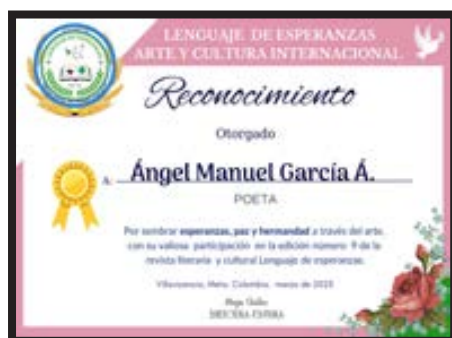 LENGUAJE DE ESPERANZAS
ARTE Y CULTURA INTERNACIONAL
Reconocimiento
Otorgado
A: Ángel Manuel García Á.
POETA
Por sembrar esperanzas, paz y hermandad a través del arte,
con su valiosa participación en la edición número 9 de la
revista literaria y cultural Lenguaje de esperanzas.
Villavicencio, Meta, Colombia, marzo de 2025